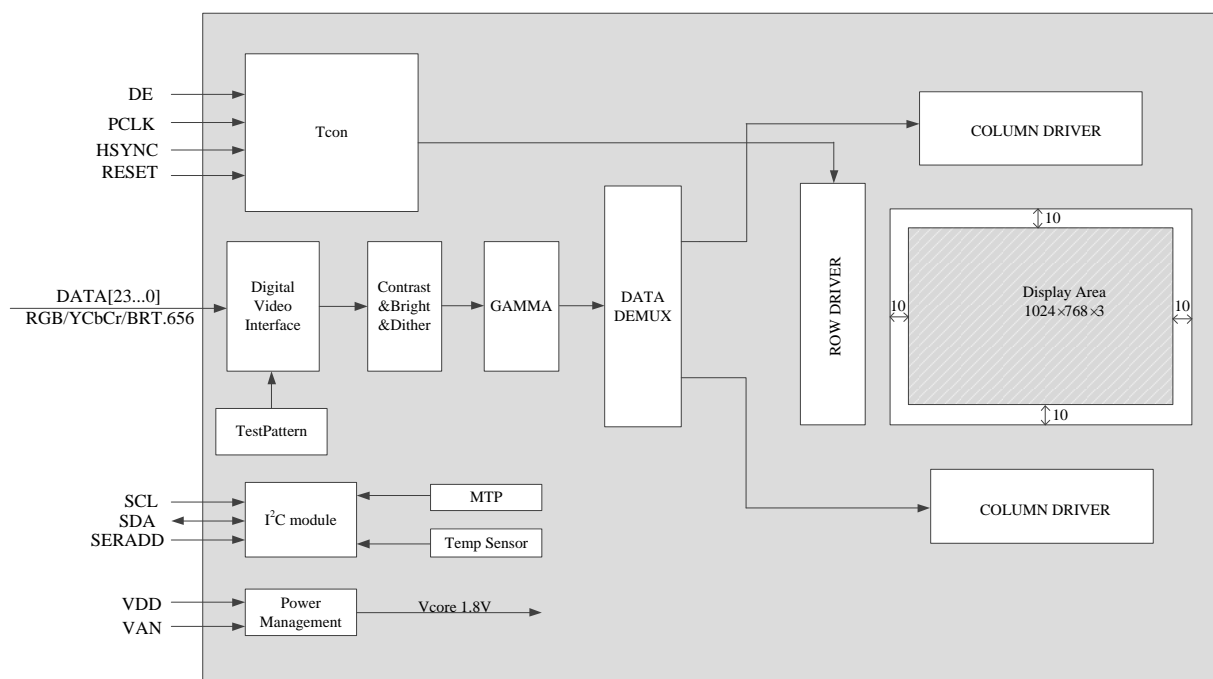 DE
PCLK
HSYNC
RESET
Tcon
COLUMN DRIVER
DATA[23...0]
RGB/YCbCr/BRT.656
Digital
Video
Interface
Contrast
&Bright
&Dither
GAMMA
DATA
DEMUX
ROW DRIVER
10
10
Display Area
1024×768×3
10
10
TestPattern
SCL
SDA
SERADD
I²C module
MTP
Temp Sensor
COLUMN DRIVER
VDD
VAN
Power
Management
Vcore 1.8V